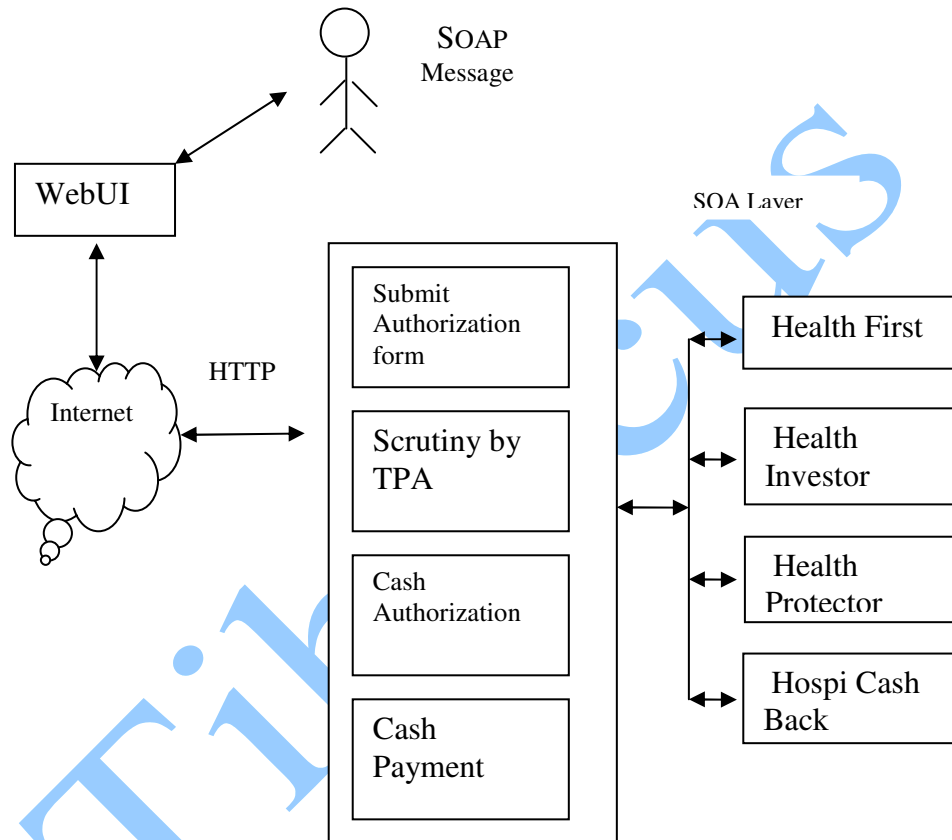 SOAP
Message
WebUI
SOA Layer
Submit
Authorization
form
Health First
HTTP
Internet
Scrutiny by
TPA
Health
Investor
Cash
Authorization
Health
Protector
Cash
Payment
Hospi Cash
Back